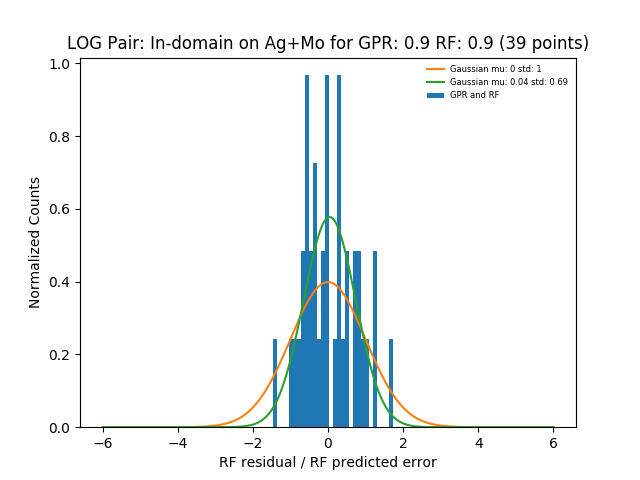 LOG Pair: In-domain on Ag+Mo for GPR: 0.9 RF: 0.9 (39 points)
Gaussian mu: 0 std: 1
Gaussian mu: 0.04 std: 0.69
GPR and RF
Normalized Counts
1.0
0.8
0.6
0.4
0.2
0.0
−6 −4 −2 0 2 4 6
RF residual / RF predicted error